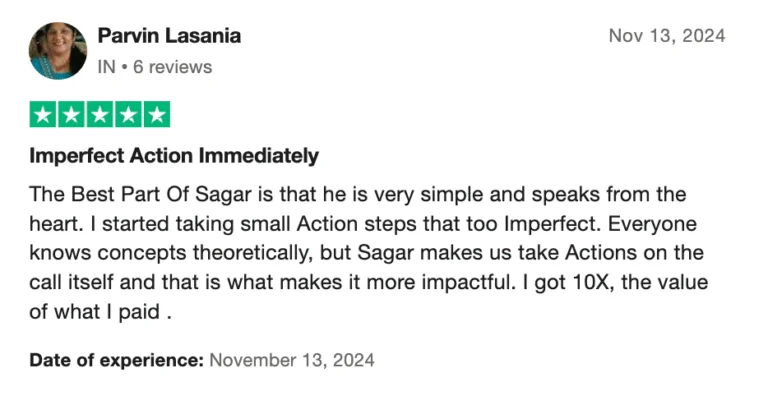 Parvin Lasania
Nov 13, 2024
IN • 6 reviews
Imperfect Action Immediately
The Best Part Of Sagar is that he is very simple and speaks from the
heart. I started taking small Action steps that too Imperfect. Everyone
knows concepts theoretically, but Sagar makes us take Actions on the
call itself and that is what makes it more impactful. I got 10X, the value
of what I paid .
Date of experience: November 13, 2024